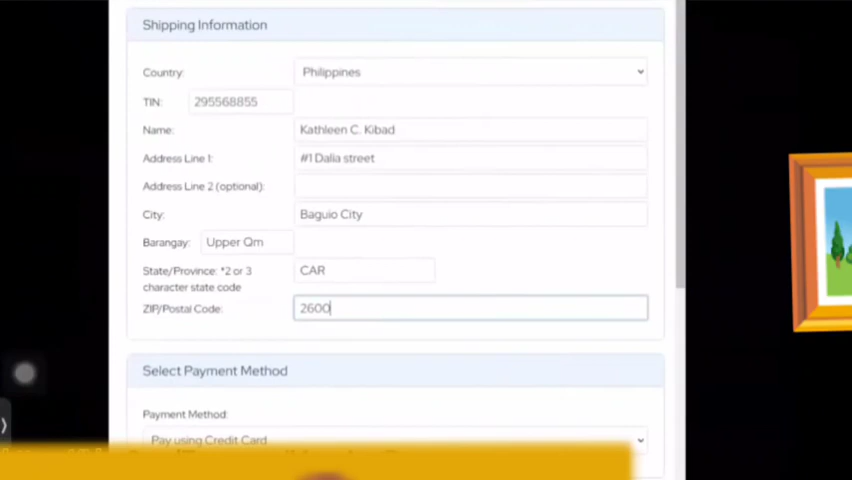 Shipping Information
Country: Philippines
TIN: 295568855
Name: Kathleen C. Kibad
Address Line 1: #1 Dalia street
Address Line 2 (optional):
City: Baguio City
Barangay: Upper Qm
State/Province: *2 or 3 CAR
character state code
ZIP/Postal Code: 2600
Select Payment Method
Payment Method:
Pay using Credit Card